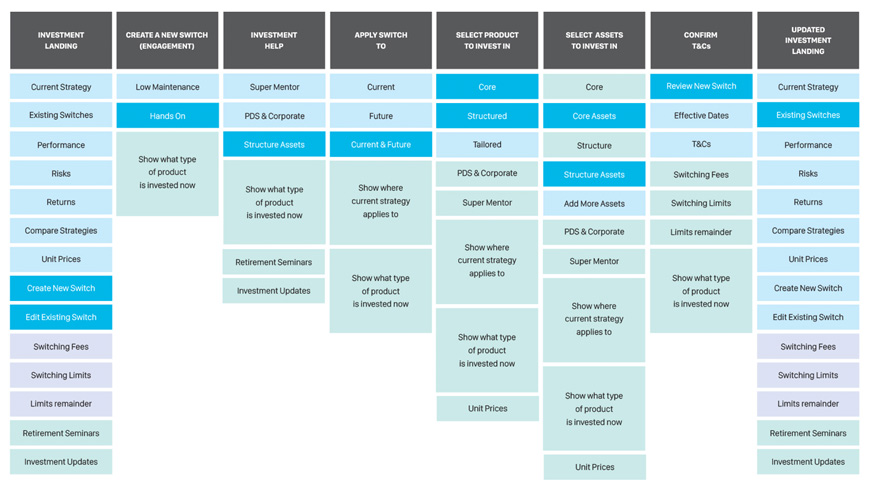 INVESTMENT
LANDING
Current Strategy
Existing Switches
Performance
Risks
Returns
Compare Strategies
Unit Prices
Create New Switch
Edit Existing Switch
Switching Fees
Switching Limits
Limits remainder
Retirement Seminars
Investment Updates
CREATE A NEW SWITCH
(ENGAGEMENT)
Low Maintenance
Hands On
Show what type
of product
is invested now
INVESTMENT
HELP
Super Mentor
PDS & Corporate
Structure Assets
Show what type
of product
is invested now
Retirement Seminars
Investment Updates
APPLY SWITCH
TO
Current
Future
Current & Future
Show where
current strategy
applies to
Show what type
of product
is invested now
SELECT PRODUCT
TO INVEST IN
Core
Structured
Tailored
PDS & Corporate
Super Mentor
Show where
current strategy
applies to
Show what type
of product
is invested now
Unit Prices
SELECT ASSETS
TO INVEST IN
Core
Core Assets
Structure
Structure Assets
Add More Assets
PDS & Corporate
Super Mentor
Show where
current strategy
applies to
Show what type
of product
is invested now
Unit Prices
CONFIRM
T&Cs
Review New Switch
Effective Dates
T&Cs
Switching Fees
Switching Limits
Limits remainder
Show what type
of product
is invested now
UPDATED
INVESTMENT
LANDING
Current Strategy
Existing Switches
Performance
Risks
Returns
Compare Strategies
Unit Prices
Create New Switch
Edit Existing Switch
Switching Fees
Switching Limits
Limits remainder
Retirement Seminars
Investment Updates